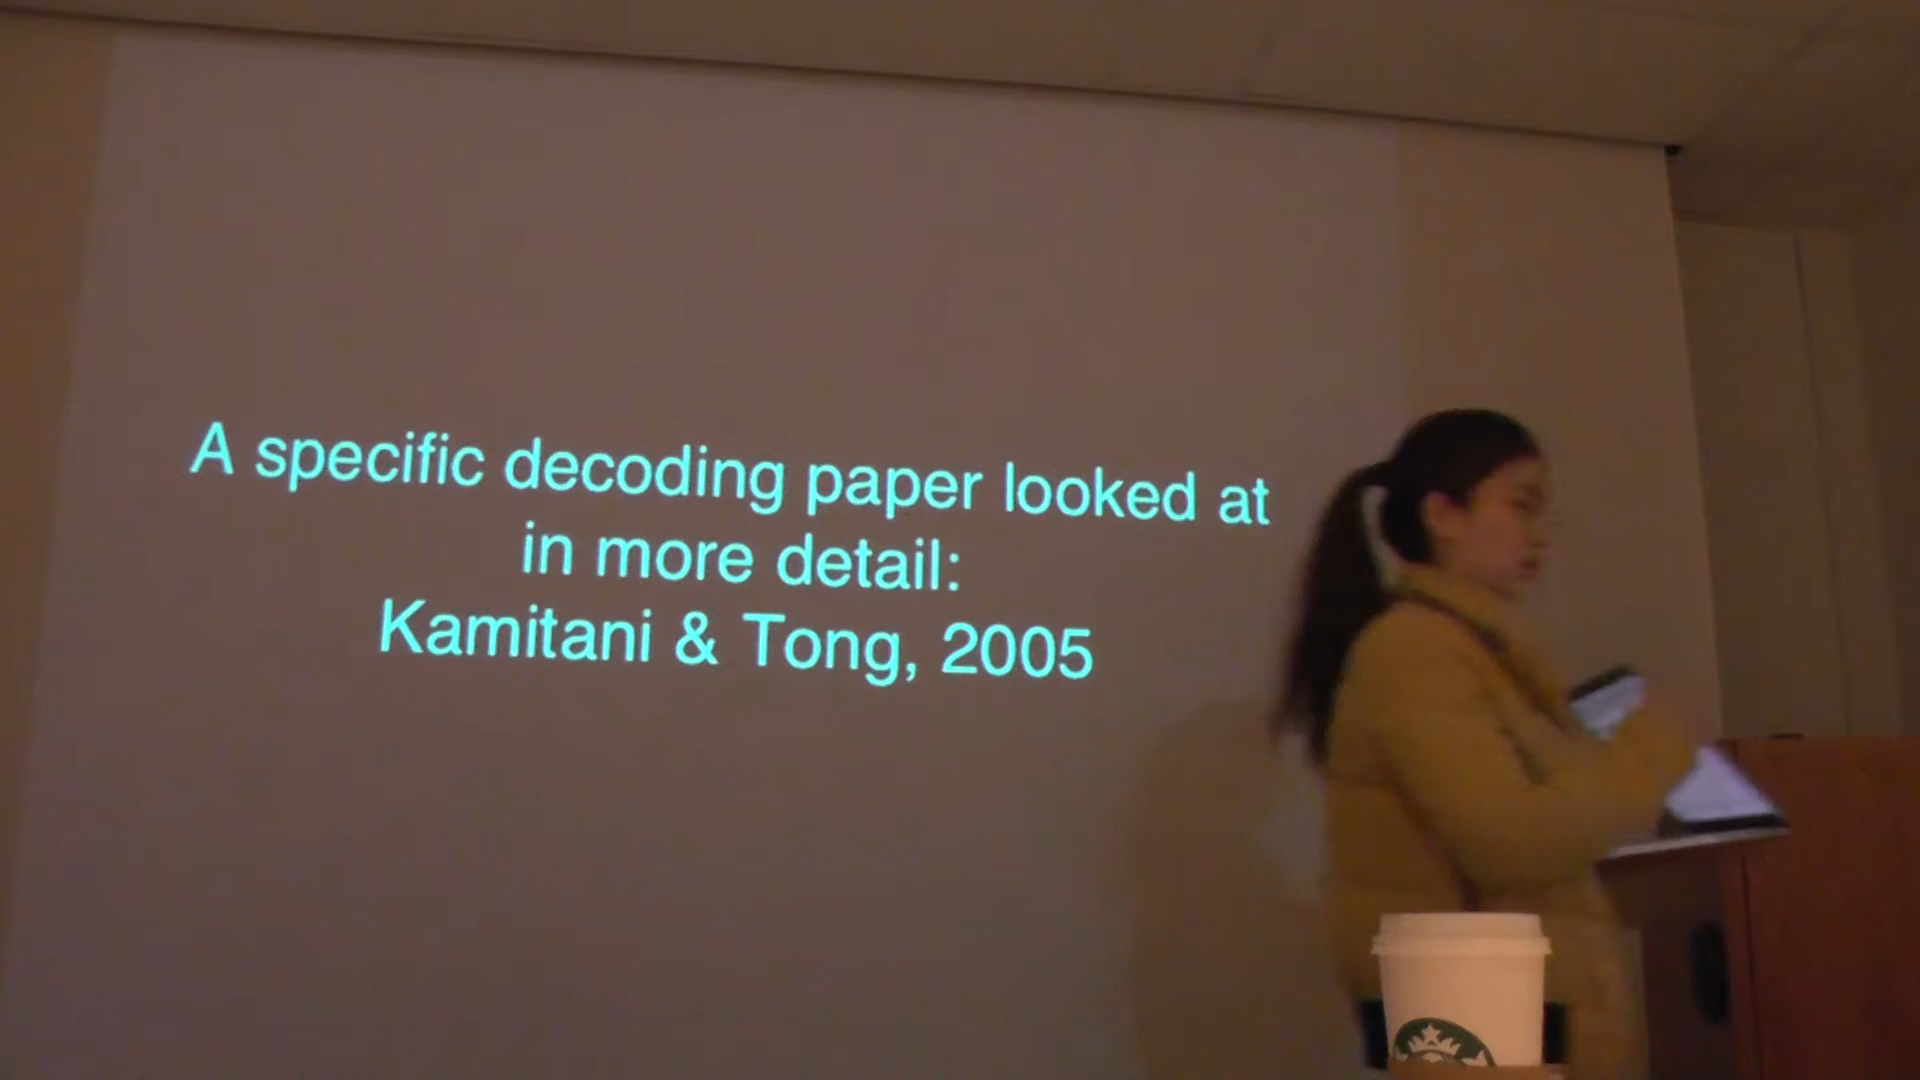 A specific decoding paper looked at
in more detail:
Kamitani & Tong, 2005